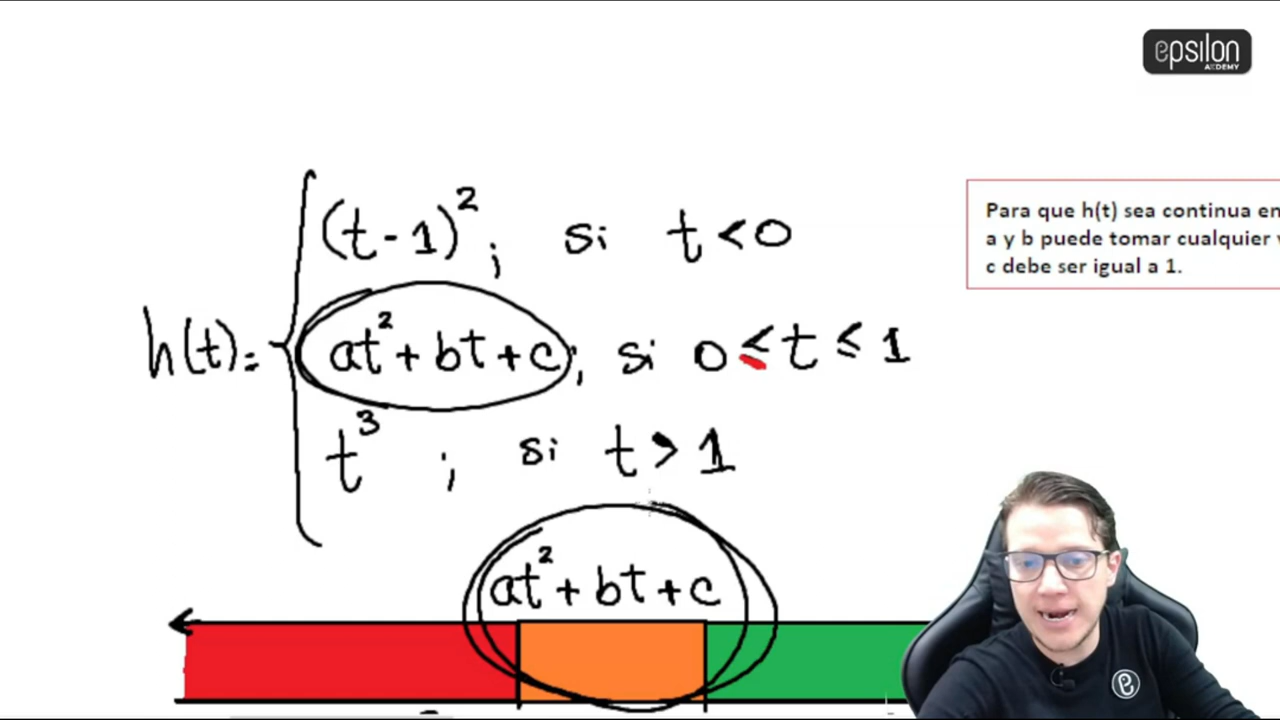 epsilon
AKDEMY
Para que h(t) sea continua en
a y b puede tomar cualquier
c debe ser igual a 1.
(t-1)²; si t<0
h(t)= at²+bt+c; si 0≤t≤1
t³ ; si t>1
at²+bt+c